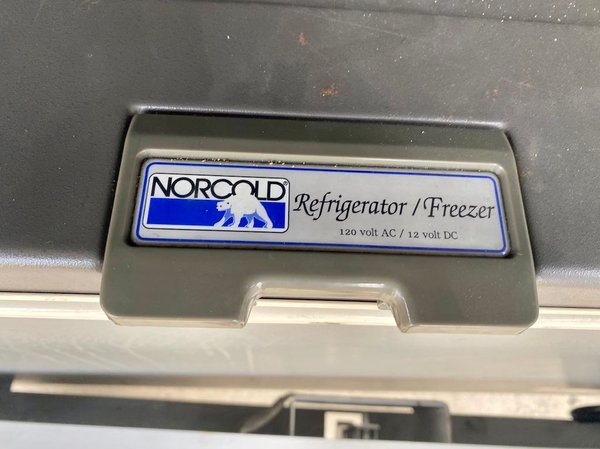 NORCOLD®
Refrigerator / Freezer
120 volt AC / 12 volt DC